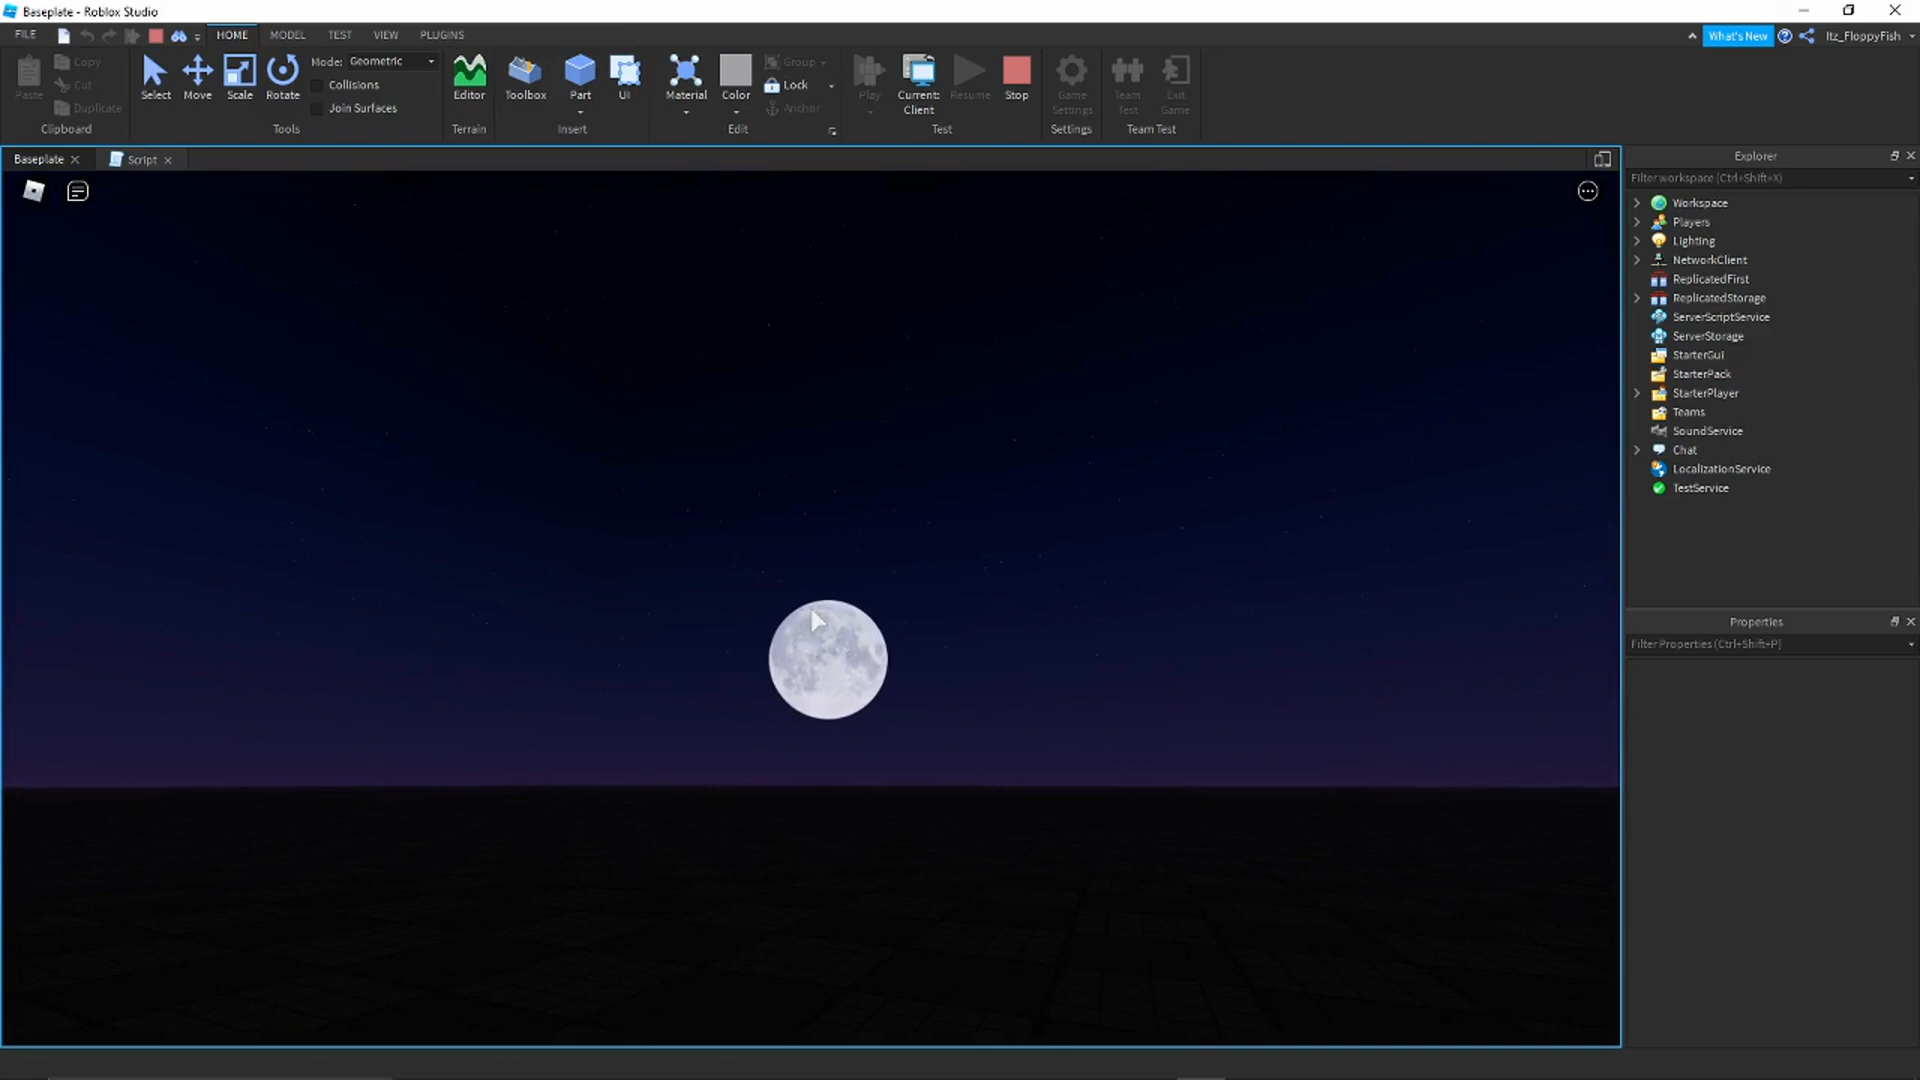 Baseplate - Roblox Studio
FILE HOME MODEL TEST VIEW PLUGINS What's New Itz_FloppyFish
Paste Copy Cut Duplicate
Select Move Scale Rotate
Mode: Geometric
Collisions
Join Surfaces
Editor Toolbox Part UI Material Color
Group
Lock
Anchor
Play Current: Client Resume Stop Game Settings Team Test Exit Game
Clipboard Tools Terrain Insert Edit Test Settings Team Test
Baseplate Script
Explorer
Filter workspace (Ctrl+Shift+X)
Workspace
Players
Lighting
NetworkClient
ReplicatedFirst
ReplicatedStorage
ServerScriptService
ServerStorage
StarterGui
StarterPack
StarterPlayer
Teams
SoundService
Chat
LocalizationService
TestService
Properties
Filter Properties (Ctrl+Shift+P)